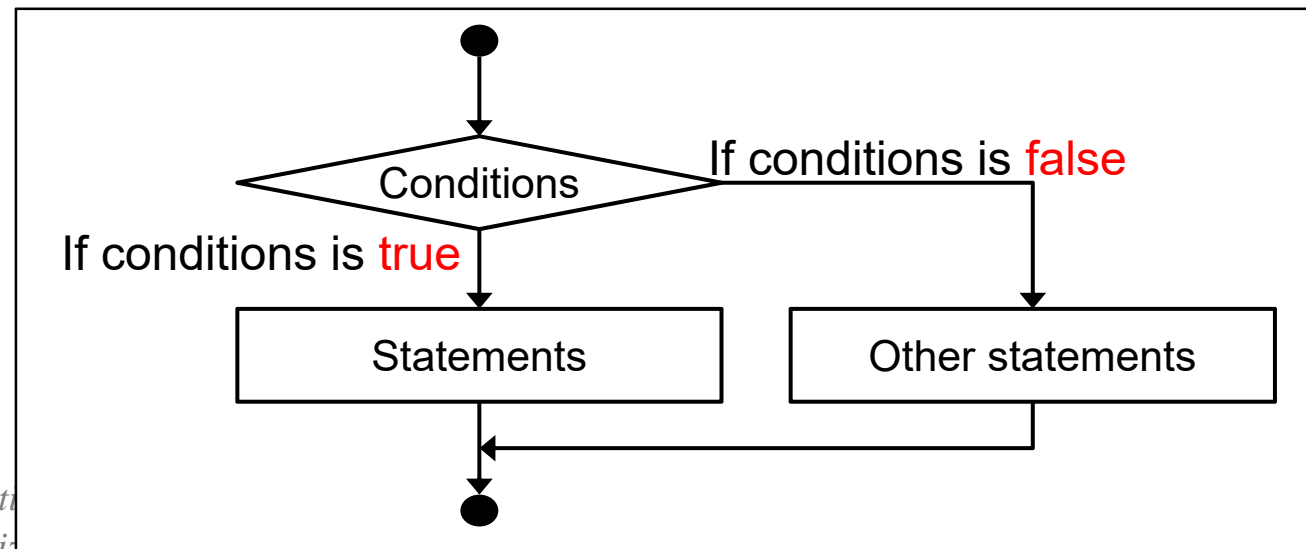 If conditions is false
Conditions
If conditions is true
Statements
Other statements